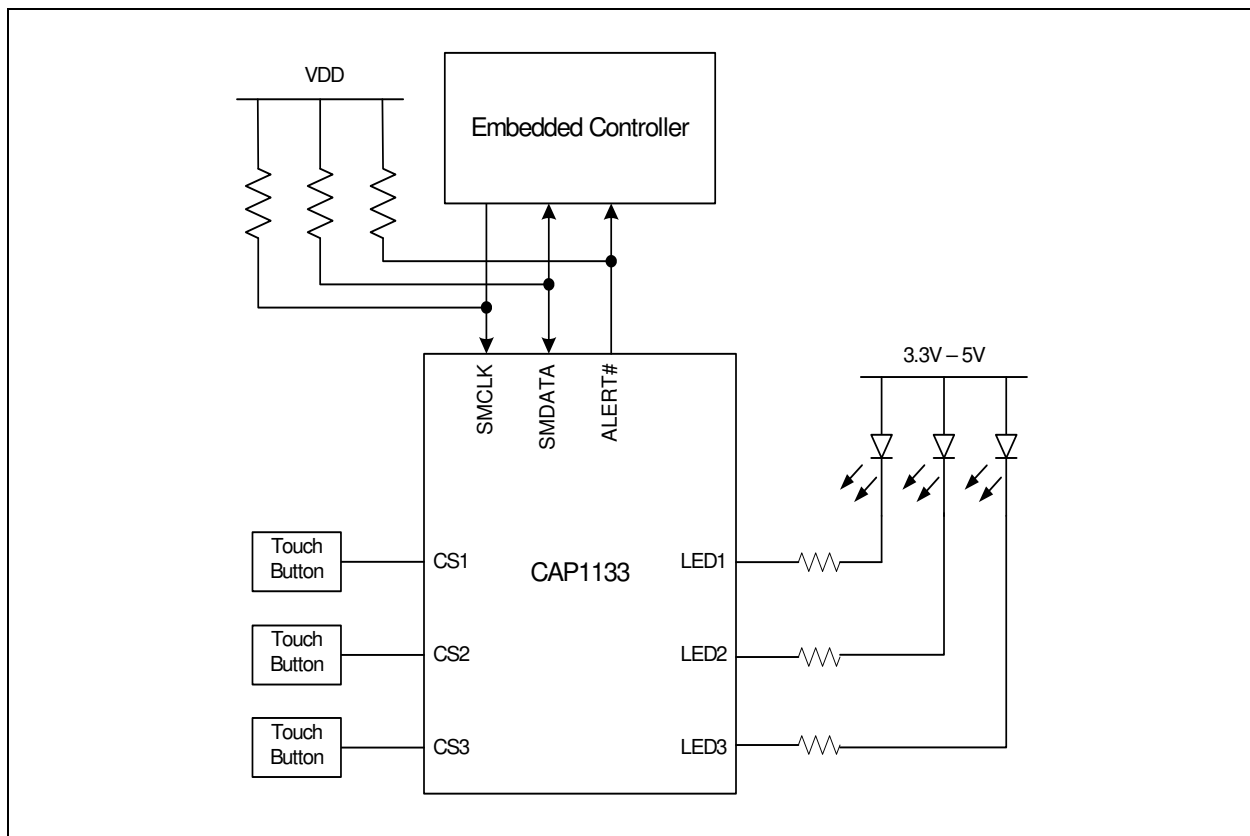 VDD
Embedded Controller
3.3V – 5V
SMCLK
SMDATA
ALERT#
Touch
Button
CS1
CAP1133
LED1
Touch
Button
CS2
LED2
Touch
Button
CS3
LED3